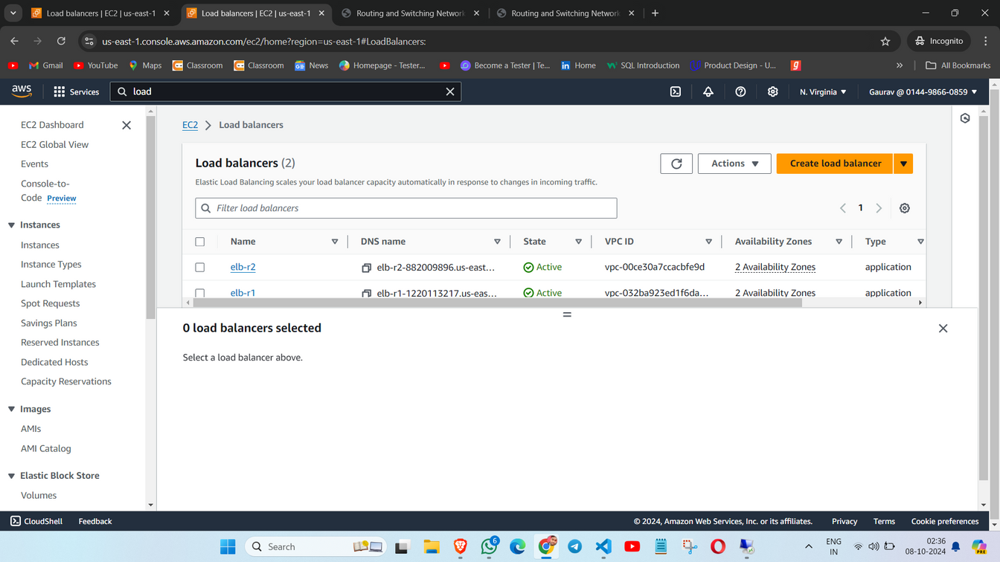 Load balancers | EC2 | us-east-1
Load balancers | EC2 | us-east-1
Routing and Switching Network
Routing and Switching Network
us-east-1.console.aws.amazon.com/ec2/home?region=us-east-1#LoadBalancers:
Incognito
Gmail
YouTube
Maps
Classroom
Classroom
News
Homepage - Tester...
Become a Tester | Te...
Home
SQL Introduction
Product Design - U...
All Bookmarks
aws
Services
load
N. Virginia
Gaurav @ 0144-9866-0859
EC2 Dashboard
EC2 Global View
Events
Console-to-
Code Preview
Instances
Instances
Instance Types
Launch Templates
Spot Requests
Savings Plans
Reserved Instances
Dedicated Hosts
Capacity Reservations
Images
AMIs
AMI Catalog
Elastic Block Store
Volumes
EC2 > Load balancers
Load balancers (2)
Actions
Create load balancer
Elastic Load Balancing scales your load balancer capacity automatically in response to changes in incoming traffic.
Filter load balancers
1
Name DNS name State VPC ID Availability Zones Type
elb-r2 elb-r2-882009896.us-east... Active vpc-00ce30a7ccacbfe9d 2 Availability Zones application
elb-r1 elb-r1-1220113217.us-eas... Active vpc-032ba923ed1f6da... 2 Availability Zones application
0 load balancers selected
Select a load balancer above.
CloudShell
Feedback
© 2024, Amazon Web Services, Inc. or its affiliates.
Privacy
Terms
Cookie preferences
Search
6
ENG
IN
02:36
08-10-2024
PRE